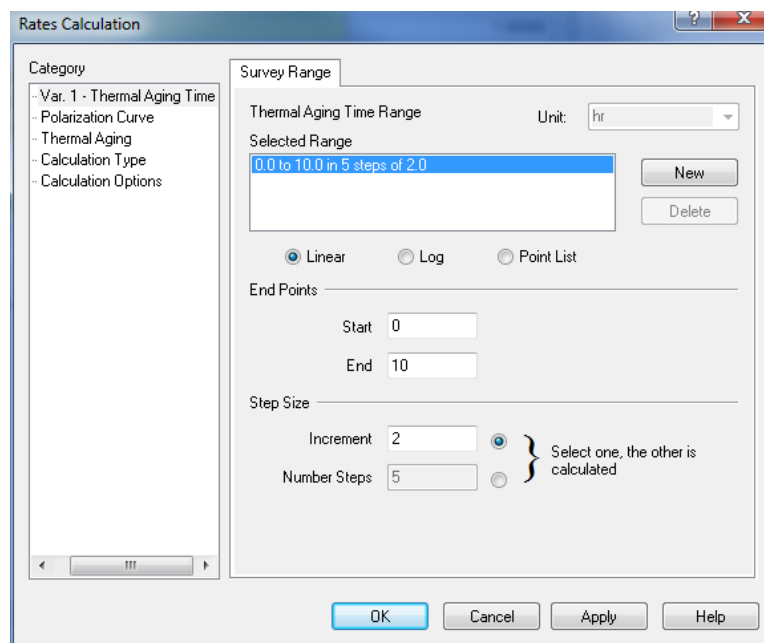 Rates Calculation
?
X
Category
Var. 1 - Thermal Aging Time
Polarization Curve
Thermal Aging
Calculation Type
Calculation Options
Survey Range
Thermal Aging Time Range
Unit: hr
Selected Range
0.0 to 10.0 in 5 steps of 2.0
New
Delete
Linear Log Point List
End Points
Start 0
End 10
Step Size
Increment 2
Number Steps 5
} Select one, the other is
calculated
OK Cancel Apply Help